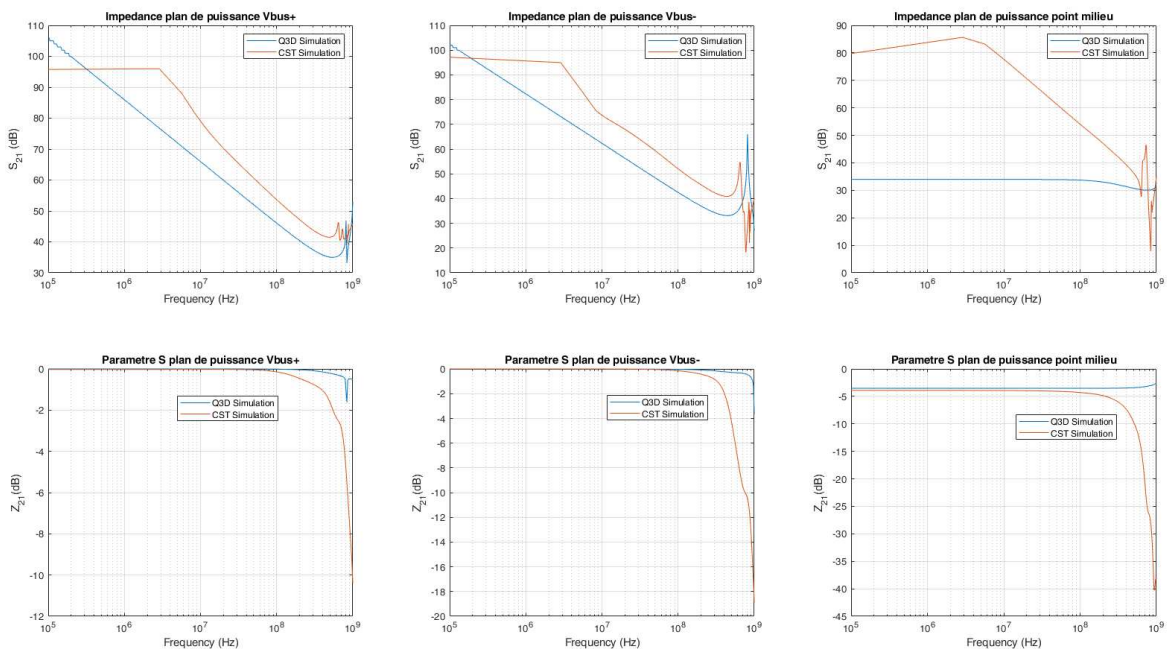 Impedance plan de puissance Vbus+
110
100
90
80
70
60
50
40
30
S21 (dB)
10^5 10^6 10^7 10^8 10^9
Frequency (Hz)
Q3D Simulation
CST Simulation
Impedance plan de puissance Vbus-
110
100
90
80
70
60
50
40
30
20
10
S21 (dB)
10^5 10^6 10^7 10^8 10^9
Frequency (Hz)
Q3D Simulation
CST Simulation
Impedance plan de puissance point milieu
90
80
70
60
50
40
30
20
10
0
S21 (dB)
10^5 10^6 10^7 10^8 10^9
Frequency (Hz)
Q3D Simulation
CST Simulation
Parametre S plan de puissance Vbus+
0
-2
-4
-6
-8
-10
-12
Z21(dB)
10^5 10^6 10^7 10^8 10^9
Frequency (Hz)
Q3D Simulation
CST Simulation
Parametre S plan de puissance Vbus-
0
-2
-4
-6
-8
-10
-12
-14
-16
-18
-20
Z21(dB)
10^5 10^6 10^7 10^8 10^9
Frequency (Hz)
Q3D Simulation
CST Simulation
Parametre S plan de puissance point milieu
0
-5
-10
-15
-20
-25
-30
-35
-40
-45
Z21(dB)
10^5 10^6 10^7 10^8 10^9
Frequency (Hz)
Q3D Simulation
CST Simulation